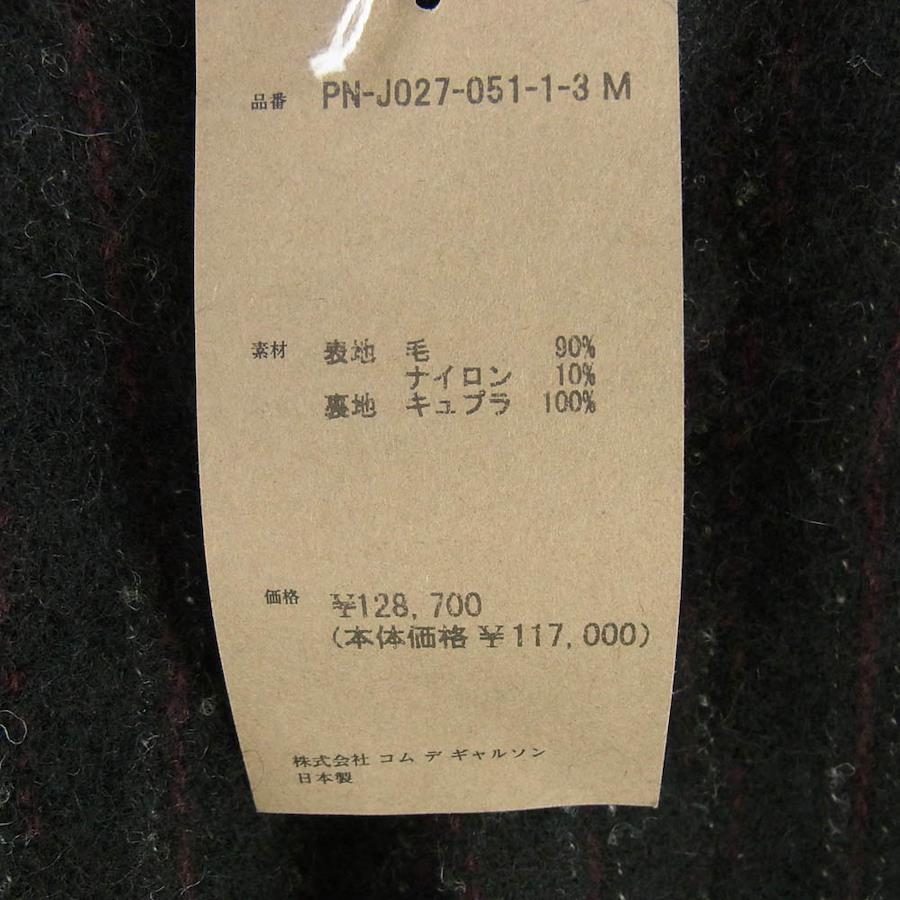 品番 PN-J027-051-1-3 M
素材 表地 毛 90%
ナイロン 10%
裏地 キュプラ 100%
価格 ¥128,700
(本体価格 ¥117,000)
株式会社 コム デ ギャルソン
日本製